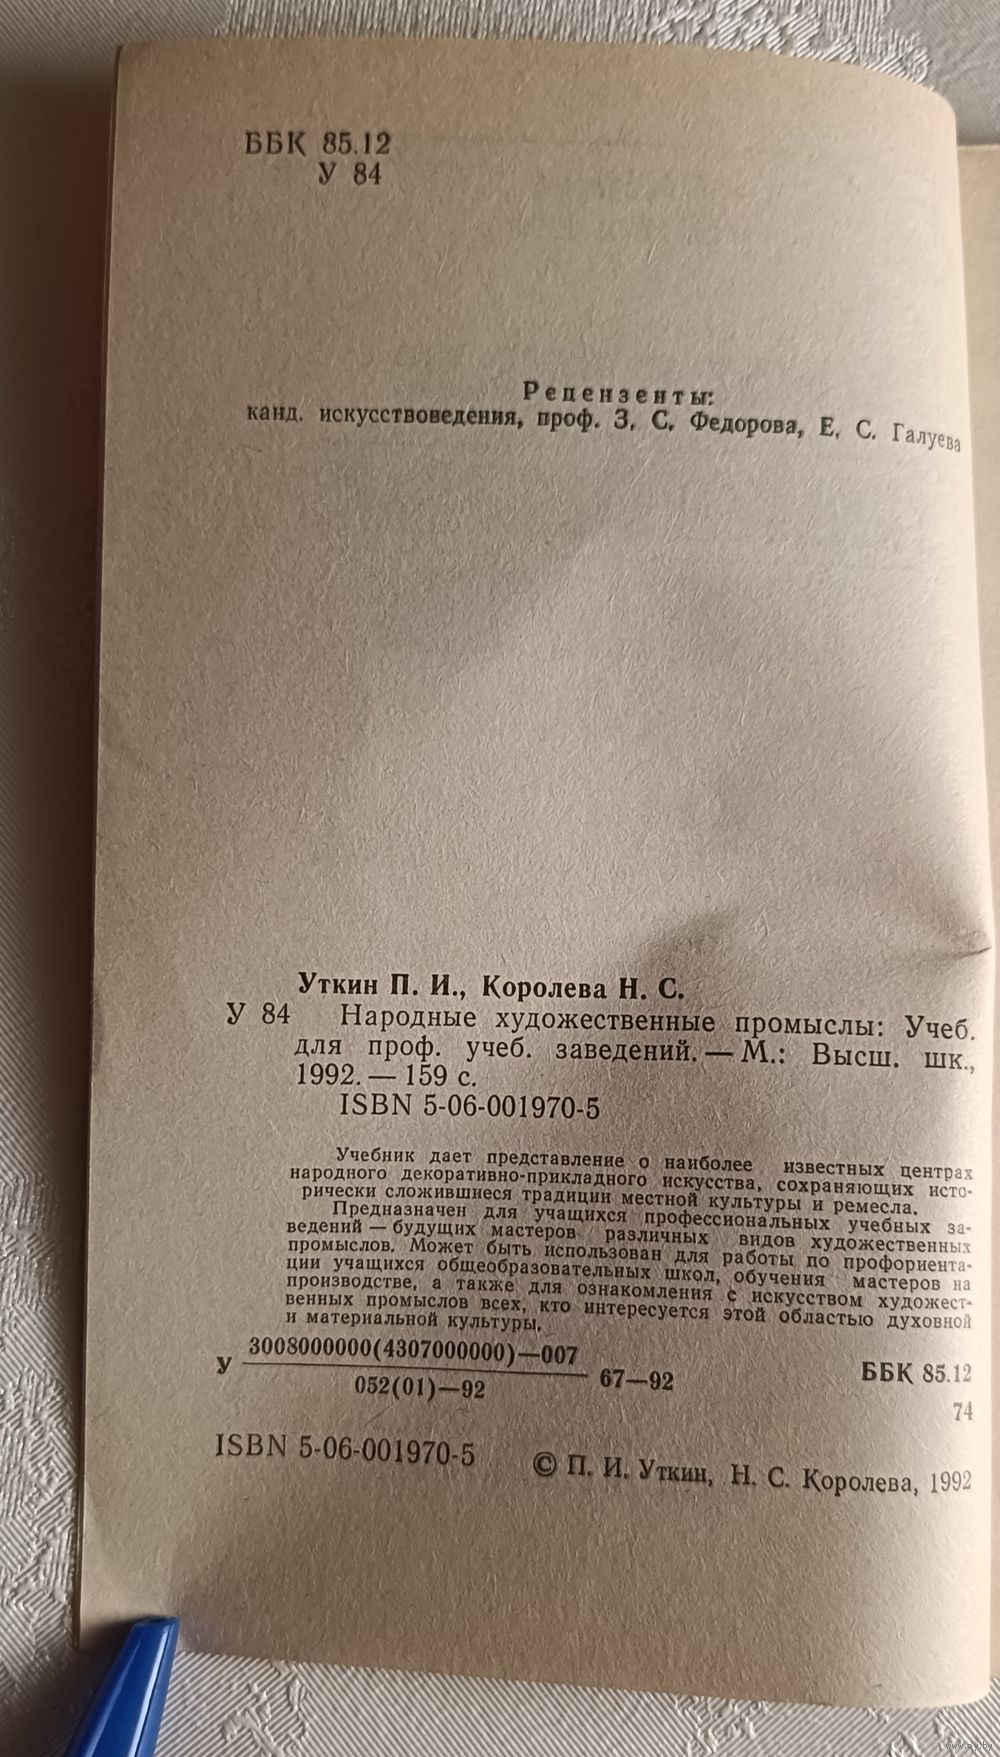 ББК 85.12
У 84
Рецензенты:
канд. искусствоведения, проф. З. С. Федорова, Е. С. Галуева
Уткин П. И., Королева Н. С.
У 84 Народные художественные промыслы: Учеб.
для проф. учеб. заведений. — М.: Высш. шк.,
1992. — 159 с.
ISBN 5-06-001970-5
Учебник дает представление о наиболее известных центрах
народного декоративно-прикладного искусства, сохраняющих исто-
рически сложившиеся традиции местной культуры и ремесла.
Предназначен для учащихся профессиональных учебных за-
ведений — будущих мастеров различных видов художественных
промыслов. Может быть использован для работы по профориента-
ции учащихся общеобразовательных школ, обучения мастеров на
производстве, а также для ознакомления с искусством художест-
венных промыслов всех, кто интересуется этой областью духовной
и материальной культуры.
3008000000(4307000000)—007
У 67—92 ББК 85.12
052(01)—92
74
ISBN 5-06-001970-5
© П. И. Уткин, Н. С. Королева, 1992
www.ay.by